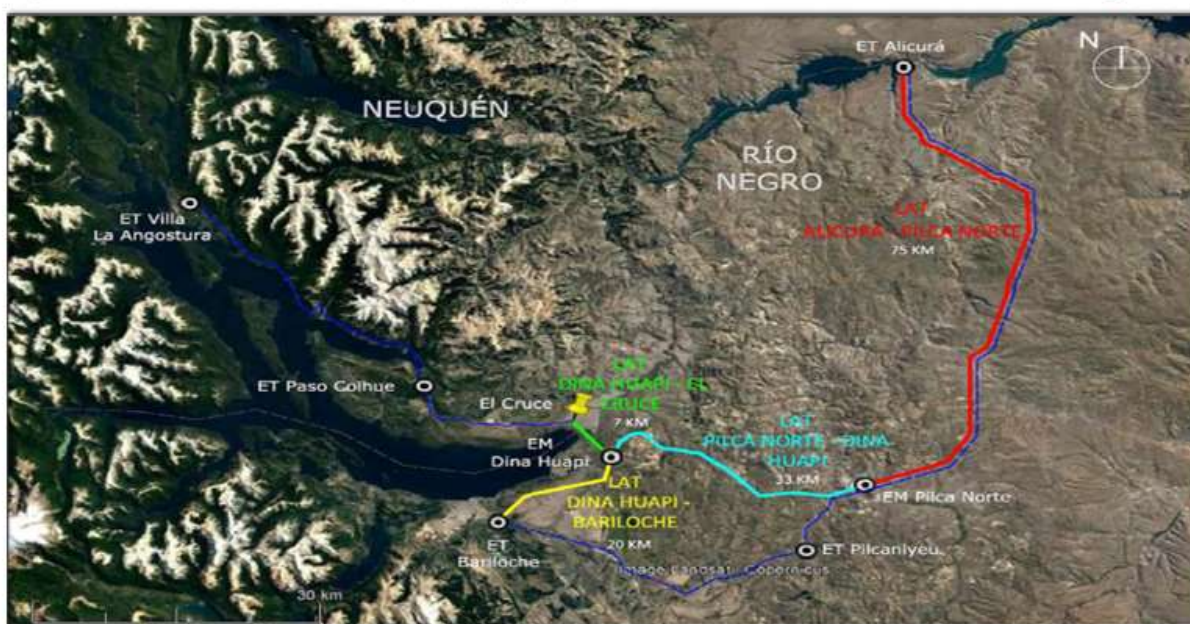 ET Alicurá
N
NEUQUÉN
RÍO
NEGRO
ET Villa
La Angostura
LAT
ALICURA - PILCA NORTE
75 KM
ET Paso Coihue
El Cruce
LAT
DINA HUAPI - EL
CRUCE
7 KM
EM
Dina Huapi
LAT
PILCA NORTE - DINA
HUAPI
33 KM
EM Pilca Norte
LAT
DINA HUAPI -
BARILOCHE
20 KM
ET
Bariloche
ET Pilcaniyeu.
Image Landsat / Copernicus
30 km